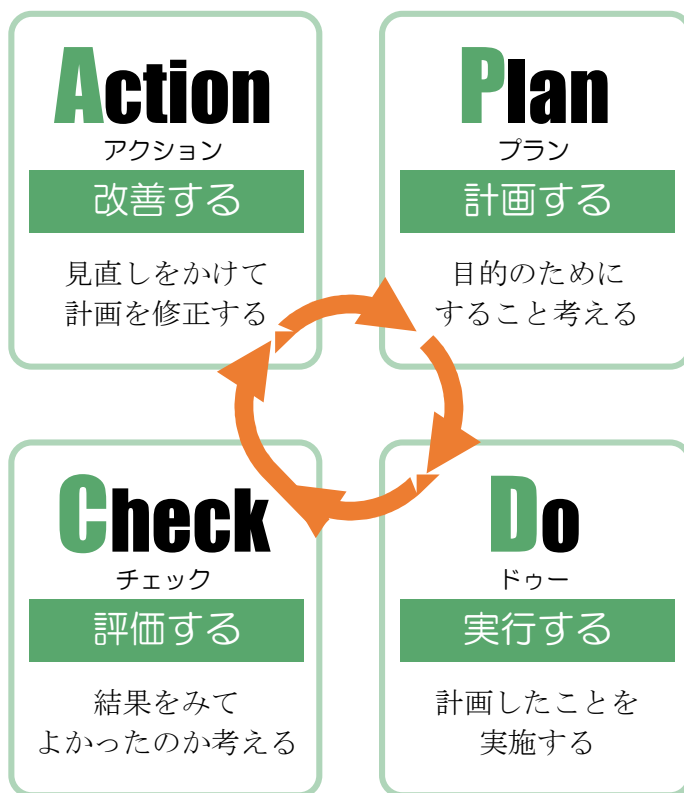 Action
アクション
改善する
見直しをかけて
計画を修正する
Plan
プラン
計画する
目的のために
すること考える
Check
チェック
評価する
結果をみて
よかったのか考える
Do
ドゥー
実行する
計画したことを
実施する